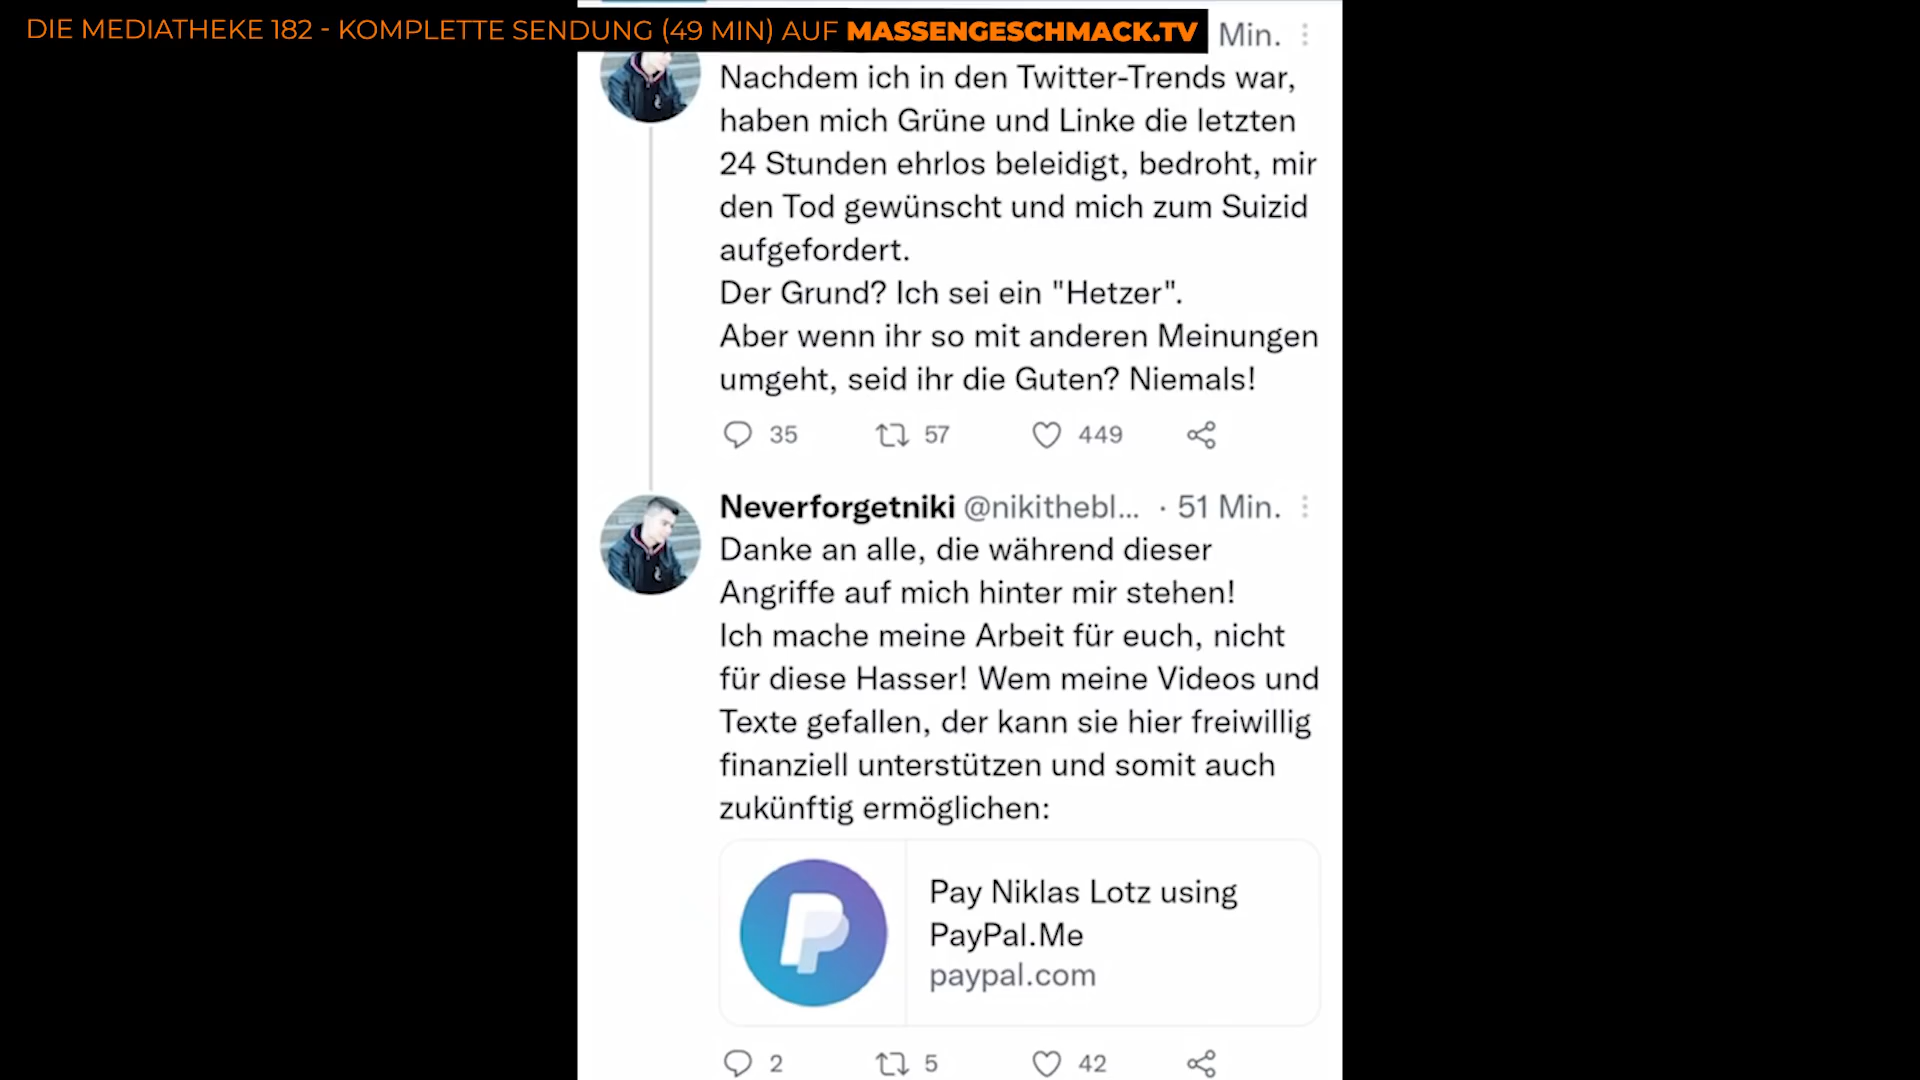 DIE MEDIATHEKE 182 - KOMPLETTE SENDUNG (49 MIN) AUF MASSENGESCHMACK.TV
Min.
Nachdem ich in den Twitter-Trends war,
haben mich Grüne und Linke die letzten
24 Stunden ehrlos beleidigt, bedroht, mir
den Tod gewünscht und mich zum Suizid
aufgefordert.
Der Grund? Ich sei ein "Hetzer".
Aber wenn ihr so mit anderen Meinungen
umgeht, seid ihr die Guten? Niemals!
35 57 449
Neverforgetniki @nikithebl... · 51 Min.
Danke an alle, die während dieser
Angriffe auf mich hinter mir stehen!
Ich mache meine Arbeit für euch, nicht
für diese Hasser! Wem meine Videos und
Texte gefallen, der kann sie hier freiwillig
finanziell unterstützen und somit auch
zukünftig ermöglichen:
Pay Niklas Lotz using
PayPal.Me
paypal.com
2 5 42